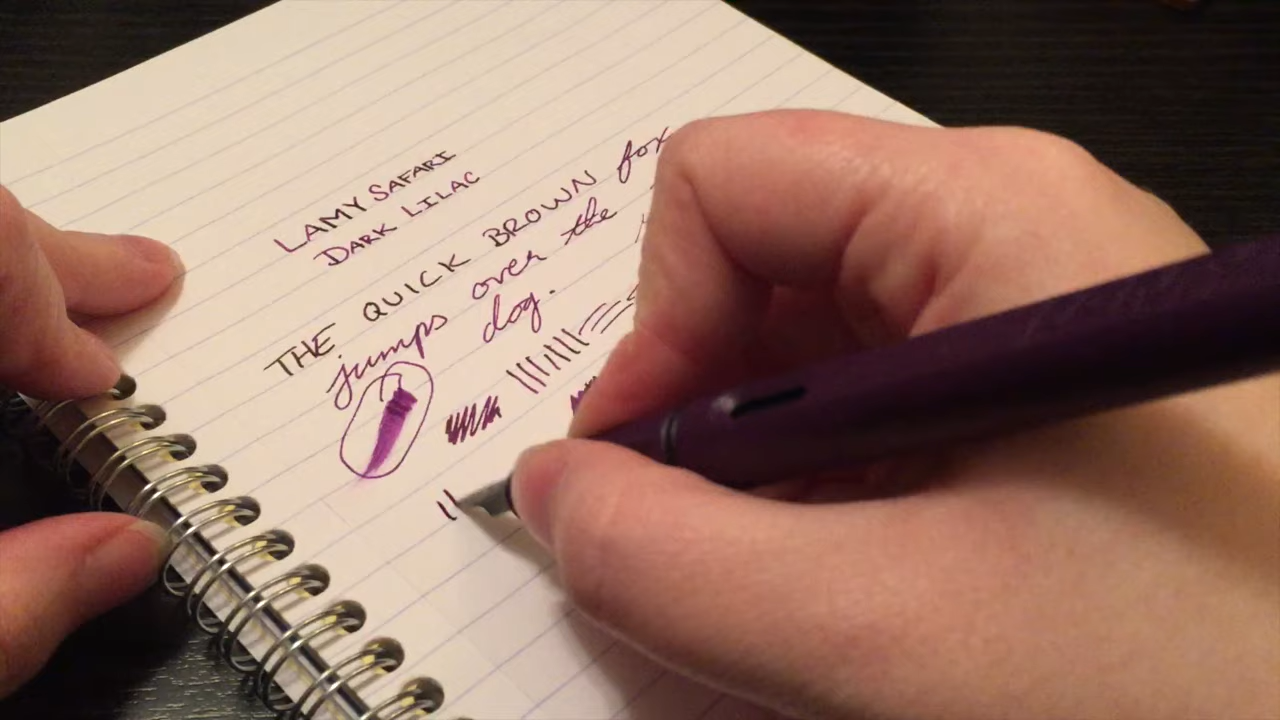 LAMY SAFARI
DARK LILAC
THE QUICK BROWN fox
jumps over the
dog.